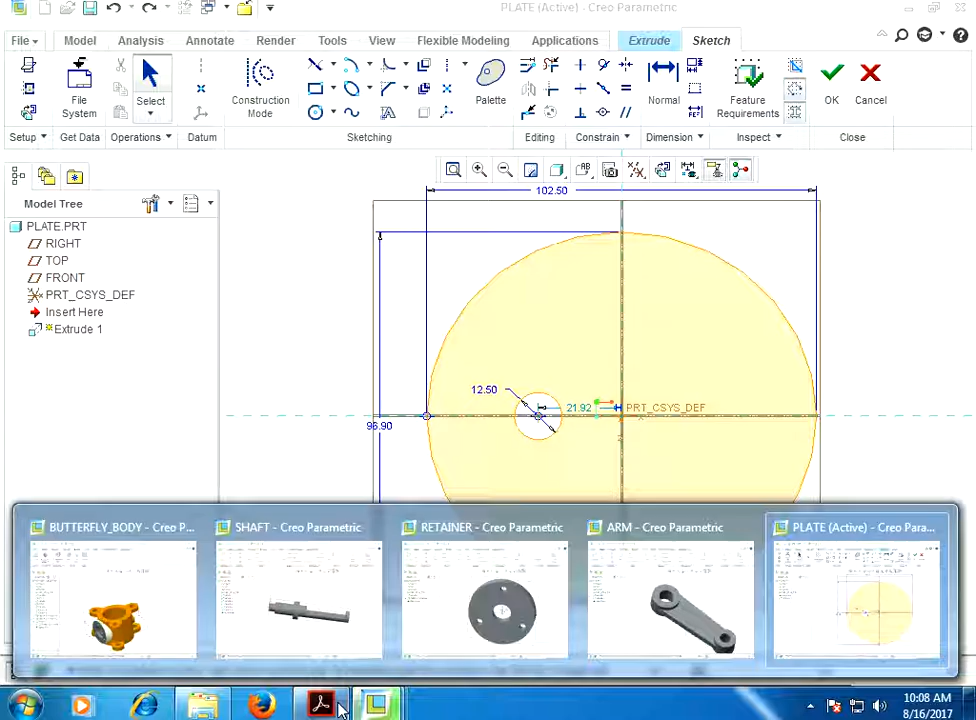 PLATE (Active) - Creo Parametric
File
Model
Analysis
Annotate
Render
Tools
View
Flexible Modeling
Applications
Extrude
Sketch
File System
Select
Construction Mode
Palette
Normal
Feature Requirements
OK
Cancel
Setup
Get Data
Operations
Datum
Sketching
Editing
Constrain
Dimension
Inspect
Close
Model Tree
PLATE.PRT
RIGHT
TOP
FRONT
PRT_CSYS_DEF
Insert Here
Extrude 1
102.50
12.50
21.92
PRT_CSYS_DEF
96.90
BUTTERFLY_BODY - Creo P...
SHAFT - Creo Parametric
RETAINER - Creo Parametric
ARM - Creo Parametric
PLATE (Active) - Creo Para...
10:08 AM
8/16/2017